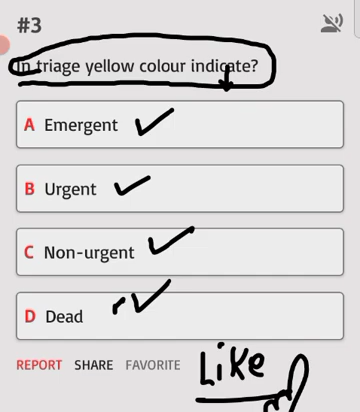 #3
In triage yellow colour indicate?
A Emergent
B Urgent
C Non-urgent
D Dead
REPORT SHARE FAVORITE
Like